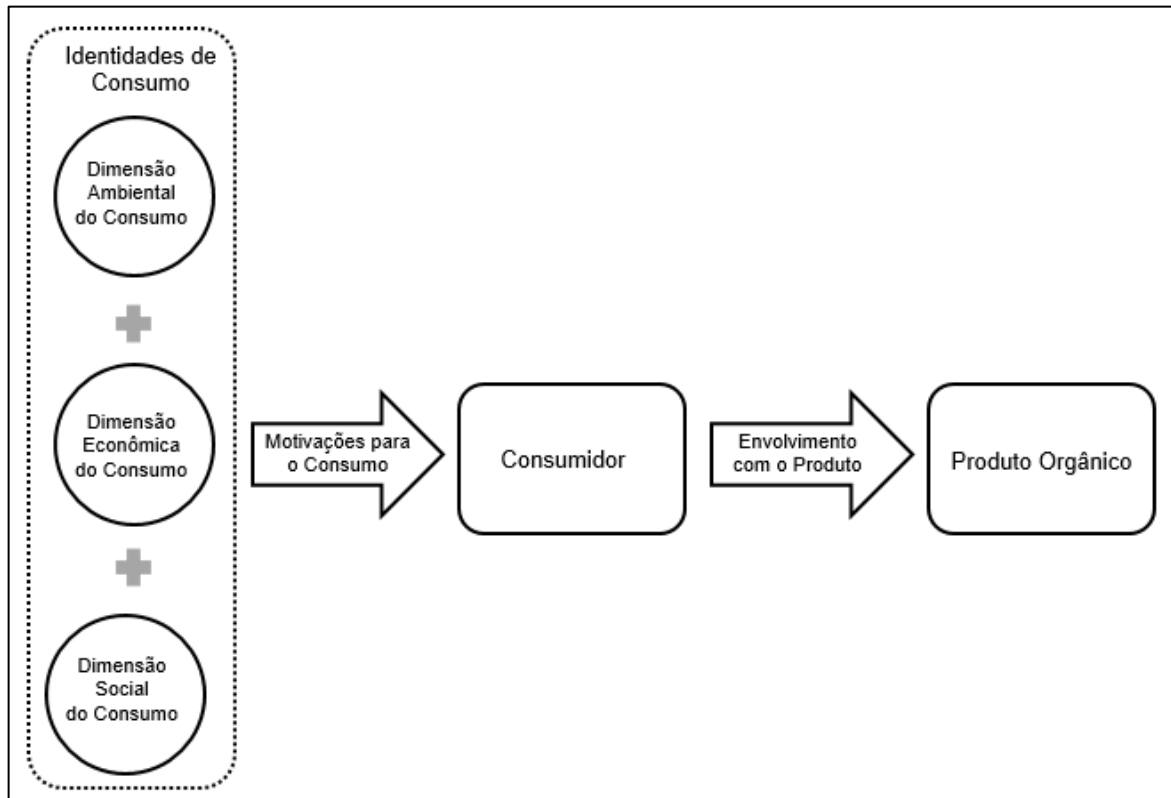 Identidades de
Consumo
Dimensão
Ambiental
do Consumo
Dimensão
Econômica
do Consumo
Dimensão
Social
do Consumo
Motivações para
o Consumo
Consumidor
Envolvimento
com o Produto
Produto Orgânico